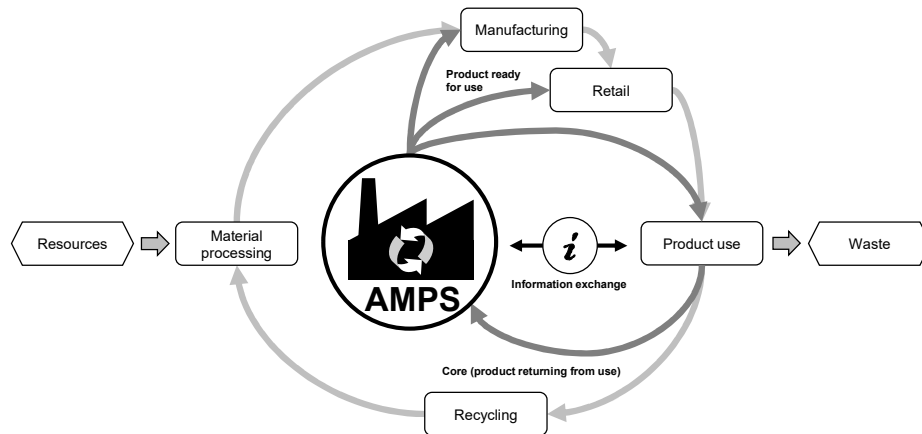 Manufacturing
Product ready
for use
Retail
Resources
Material
processing
AMPS
i
Information exchange
Product use
Waste
Core (product returning from use)
Recycling